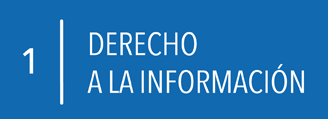 1
DERECHO
A LA INFORMACIÓN